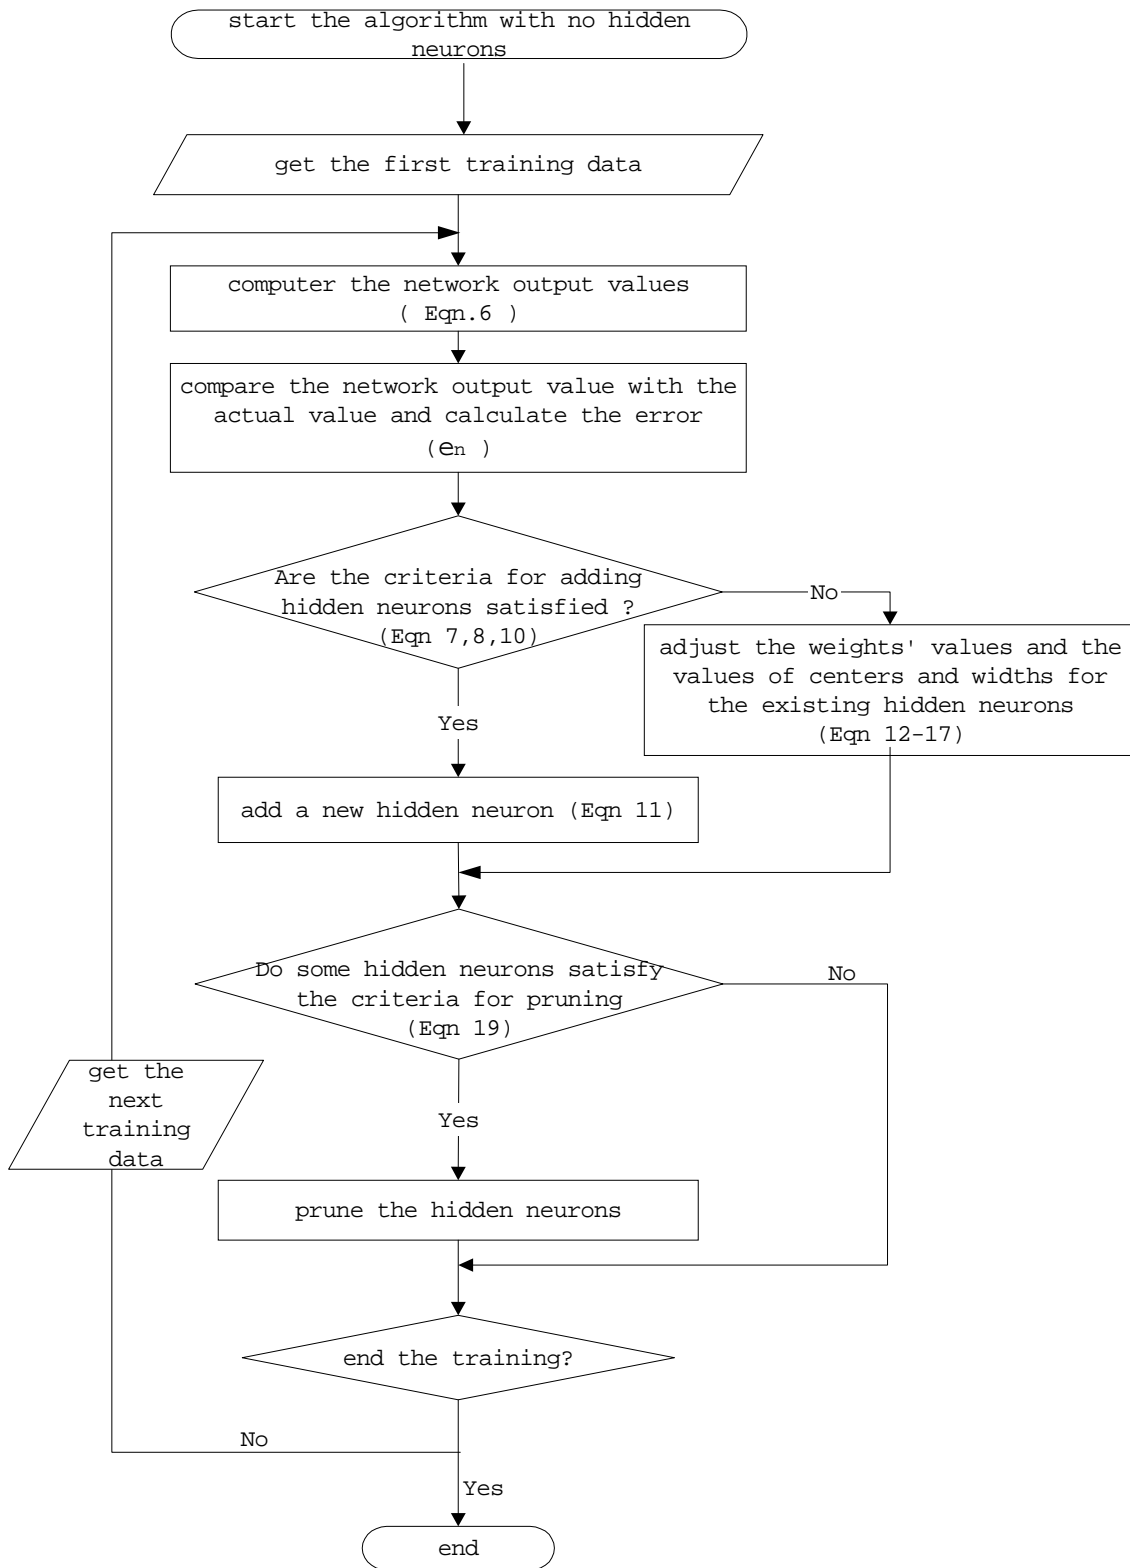 start the algorithm with no hidden
neurons
get the first training data
computer the network output values
( Eqn.6 )
compare the network output value with the
actual value and calculate the error
(en )
Are the criteria for adding
hidden neurons satisfied ?
(Eqn 7,8,10)
No
adjust the weights' values and the
values of centers and widths for
the existing hidden neurons
(Eqn 12-17)
Yes
add a new hidden neuron (Eqn 11)
Do some hidden neurons satisfy
the criteria for pruning
(Eqn 19)
No
get the
next
training
data
Yes
prune the hidden neurons
end the training?
No
Yes
end